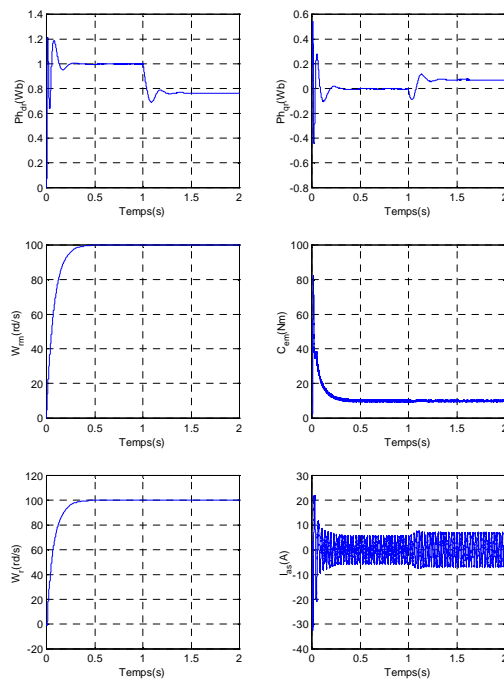 1.4
1.2
1
0.8
0.6
0.4
0.2
0
0 0.5 1 1.5 2
Temps(s)
Ph_dr(Wb)
0.6
0.4
0.2
0
-0.2
-0.4
-0.6
-0.8
0 0.5 1 1.5 2
Temps(s)
Ph_qr(Wb)
100
80
60
40
20
0
0 0.5 1 1.5 2
Temps(s)
W_rm(rd/s)
100
80
60
40
20
0
0 0.5 1 1.5 2
Temps(s)
C_em(Nm)
120
100
80
60
40
20
0
-20
0 0.5 1 1.5 2
Temps(s)
W_r(rd/s)
30
20
10
0
-10
-20
-30
-40
0 0.5 1 1.5 2
Temps(s)
i_as(A)